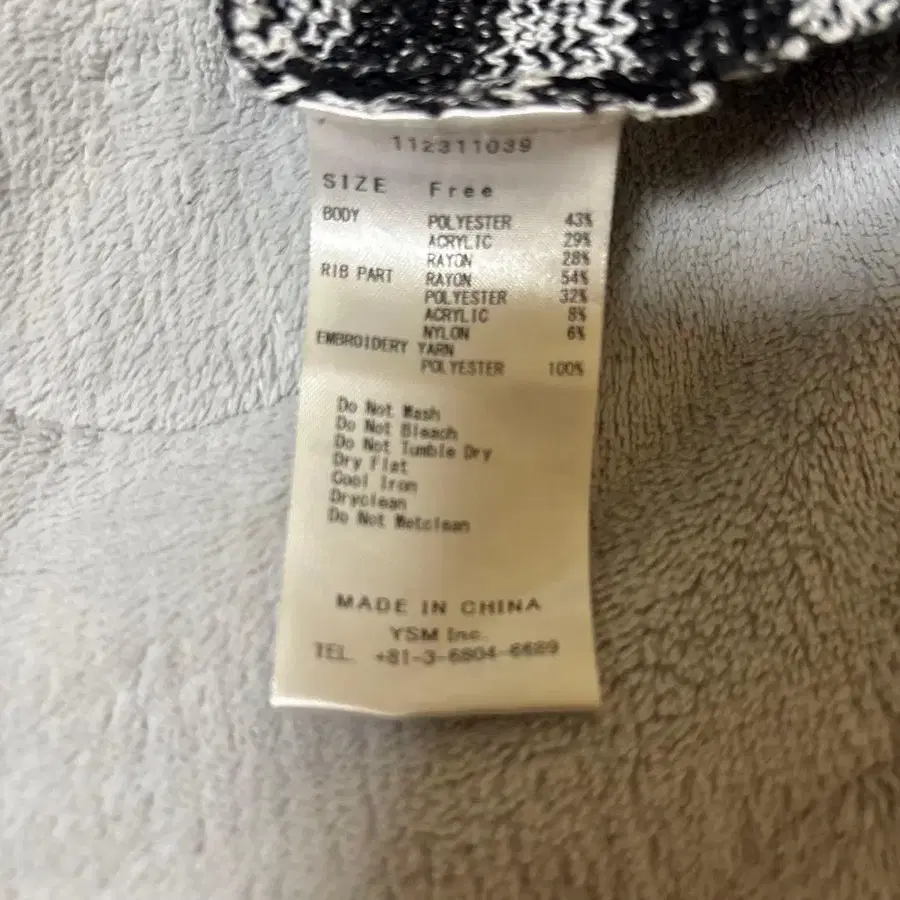 112311039
SIZE Free
BODY POLYESTER 43%
ACRYLIC 29%
RAYON 28%
RIB PART RAYON 54%
POLYESTER 32%
ACRYLIC 8%
NYLON 6%
EMBROIDERY YARN
POLYESTER 100%
Do Not Wash
Do Not Bleach
Do Not Tumble Dry
Dry Flat
Cool Iron
Dryclean
Do Not Wetclean
MADE IN CHINA
YSM Inc.
TEL +81-3-6804-6689